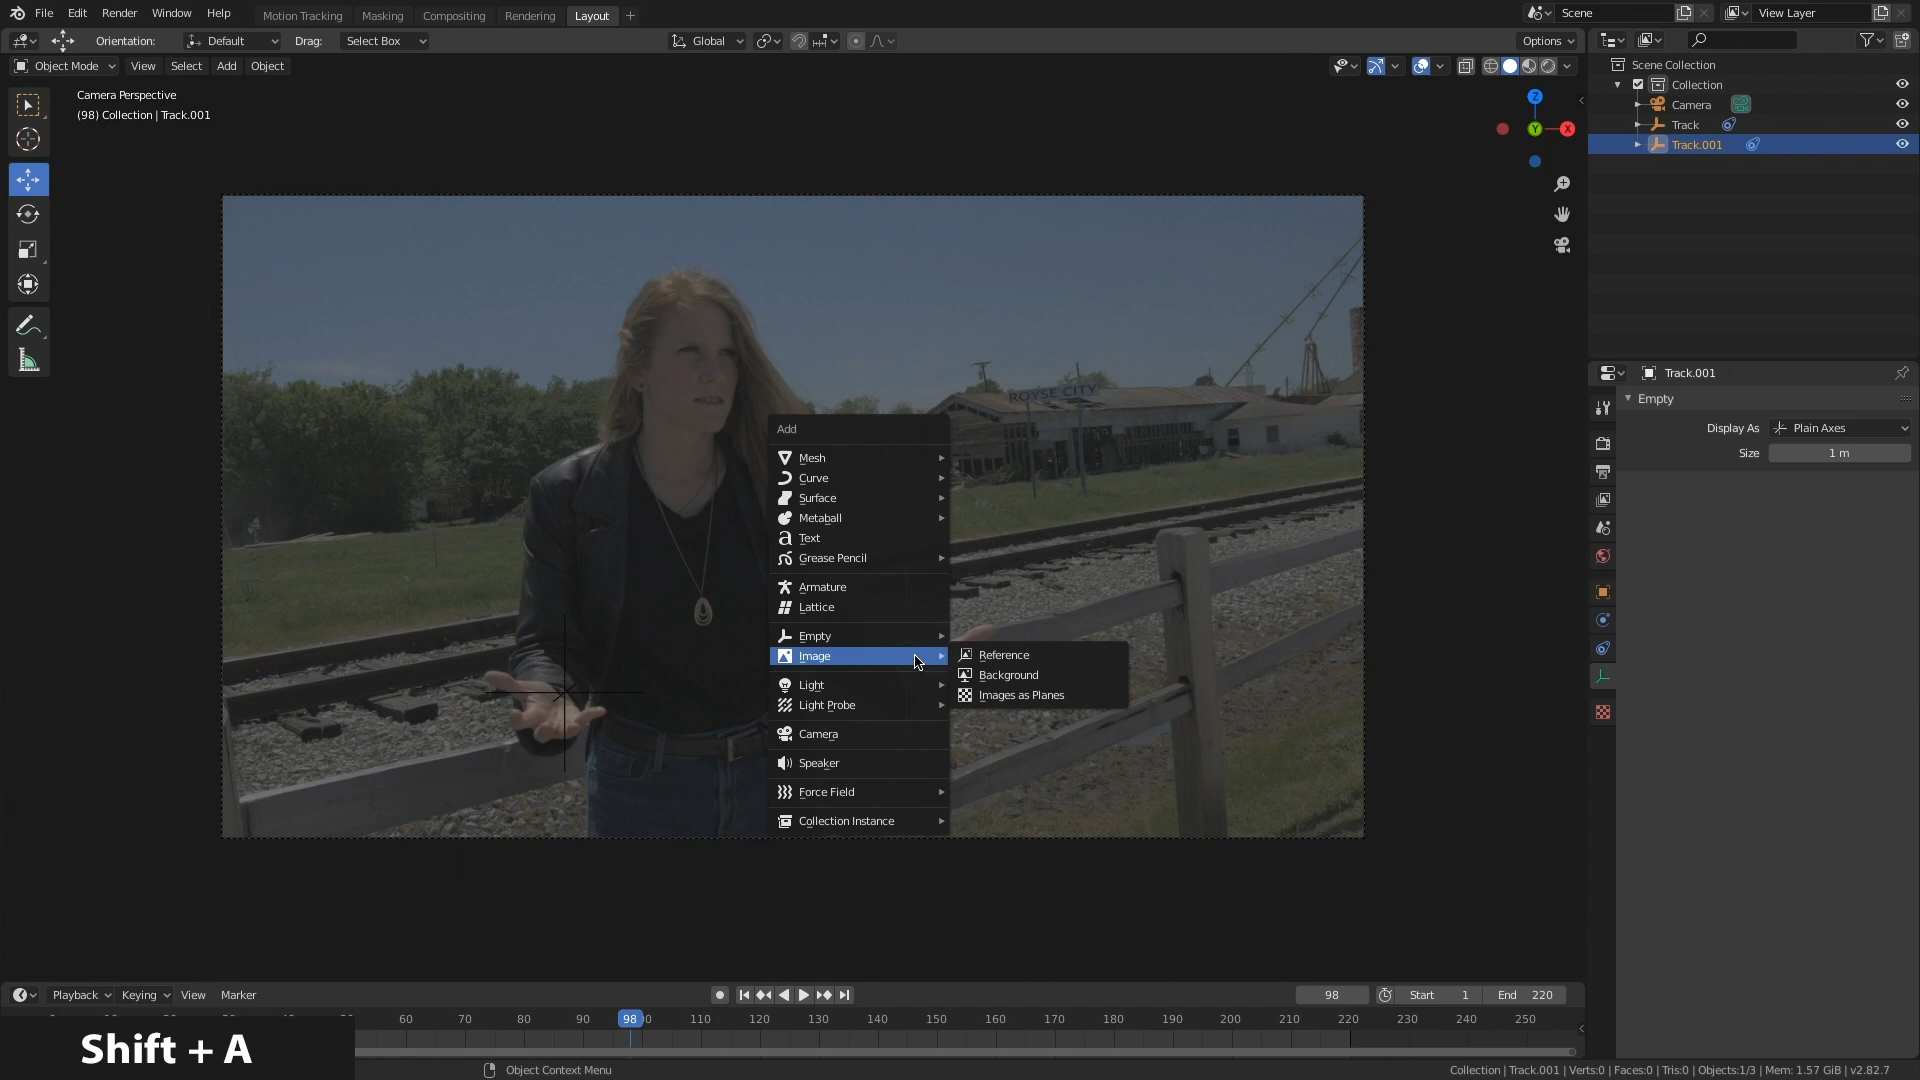 File Edit Render Window Help
Motion Tracking Masking Compositing Rendering Layout +
Scene
View Layer
Orientation: Default Drag: Select Box
Global
Options
Object Mode View Select Add Object
Camera Perspective
(98) Collection | Track.001
Z
Y
X
Scene Collection
Collection
Camera
Track
Track.001
Track.001
Empty
Display As Plain Axes
Size 1 m
ROYSE CITY
Add
Mesh
Curve
Surface
Metaball
Text
Grease Pencil
Armature
Lattice
Empty
Image
Light
Light Probe
Camera
Speaker
Force Field
Collection Instance
Reference
Background
Images as Planes
Playback Keying View Marker
98 Start 1 End 220
60 70 80 90 98 110 120 130 140 150 160 170 180 190 200 210 220 230 240 250
Shift + A
Object Context Menu
Collection | Track.001 | Verts:0 | Faces:0 | Tris:0 | Objects:1/3 | Mem: 1.57 GiB | v2.82.7